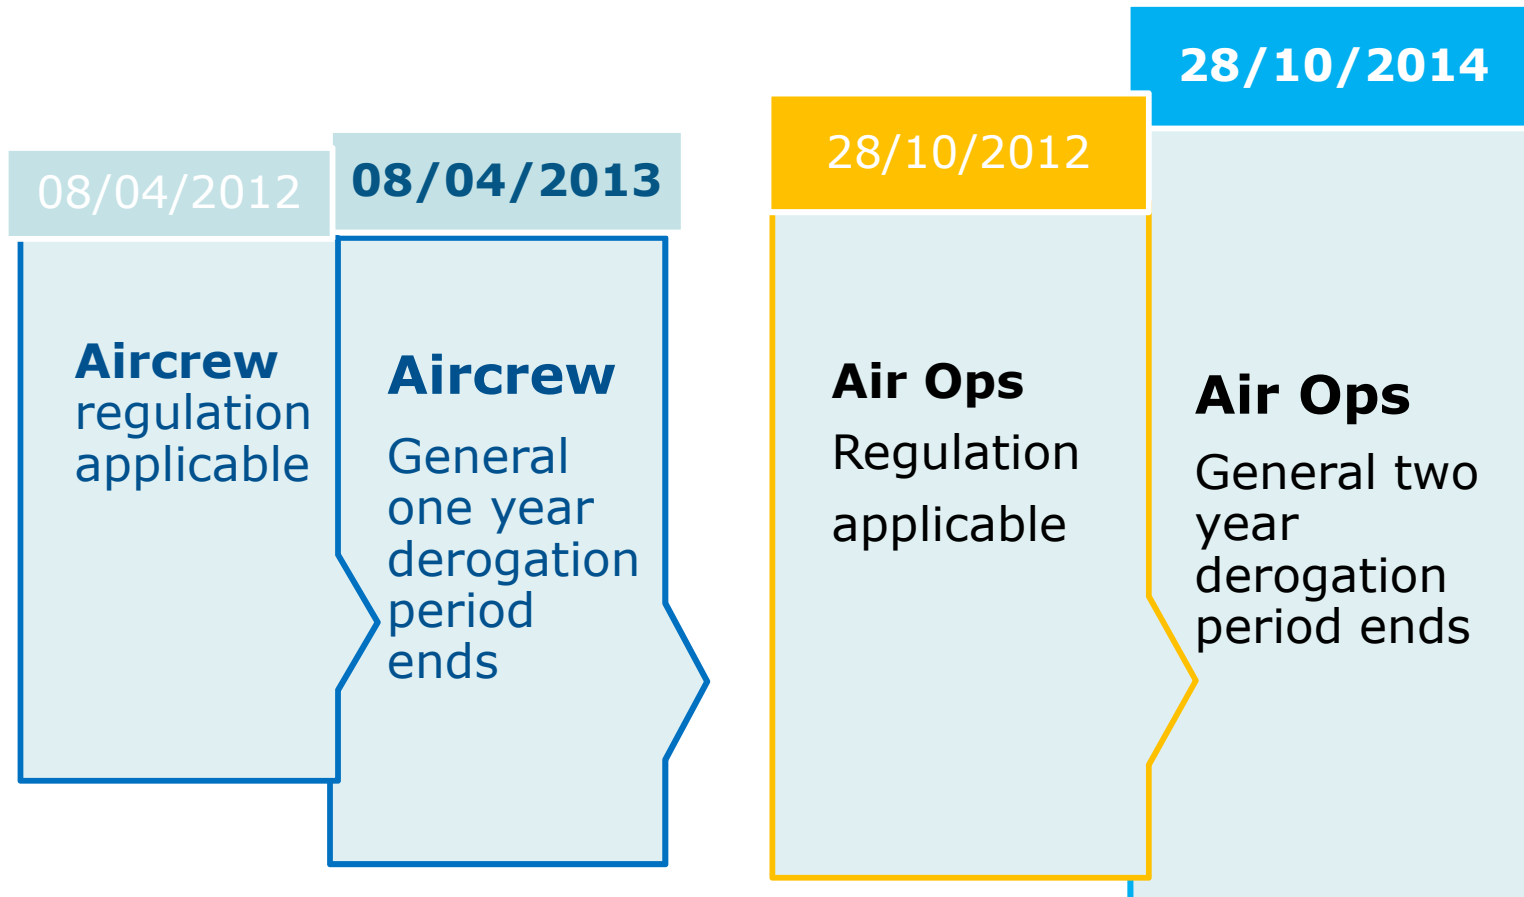 08/04/2012
Aircrew
regulation
applicable
08/04/2013
Aircrew
General
one year
derogation
period
ends
28/10/2012
Air Ops
Regulation
applicable
28/10/2014
Air Ops
General two
year
derogation
period ends